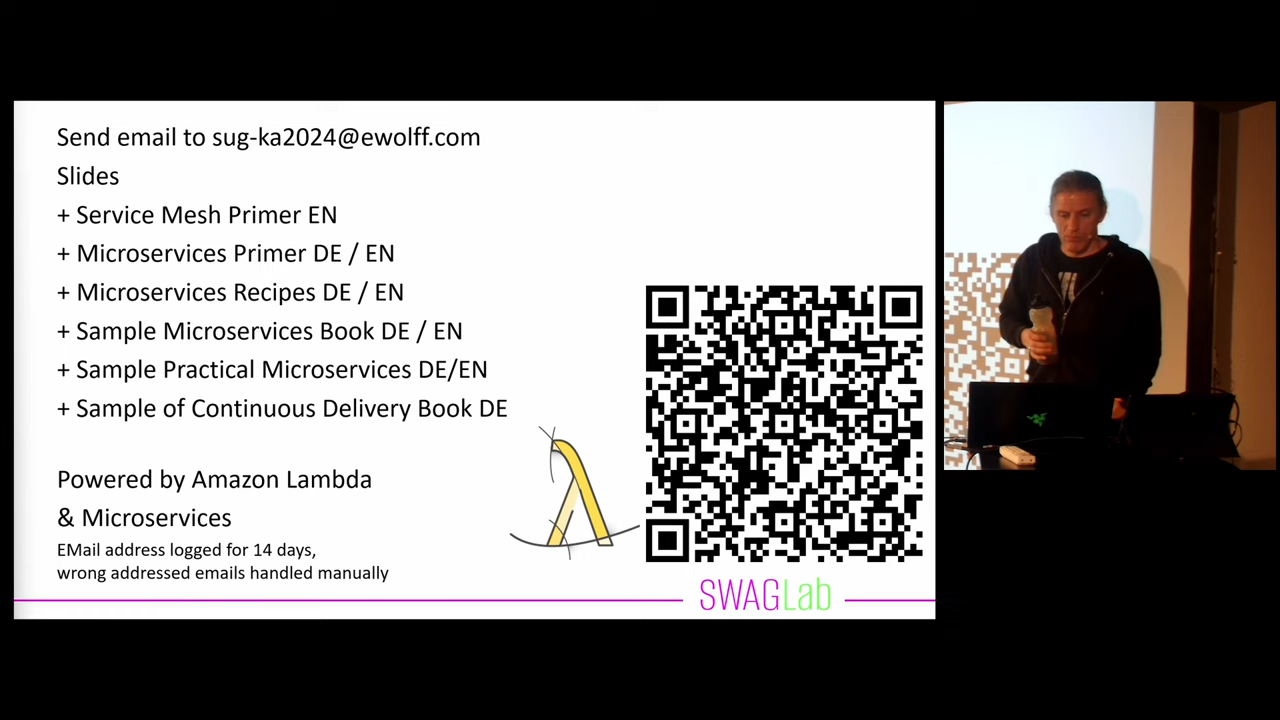 Send email to sug-ka2024@ewolff.com
Slides
+ Service Mesh Primer EN
+ Microservices Primer DE / EN
+ Microservices Recipes DE / EN
+ Sample Microservices Book DE / EN
+ Sample Practical Microservices DE/EN
+ Sample of Continuous Delivery Book DE
Powered by Amazon Lambda
& Microservices
EMail address logged for 14 days,
wrong addressed emails handled manually
SWAGLab